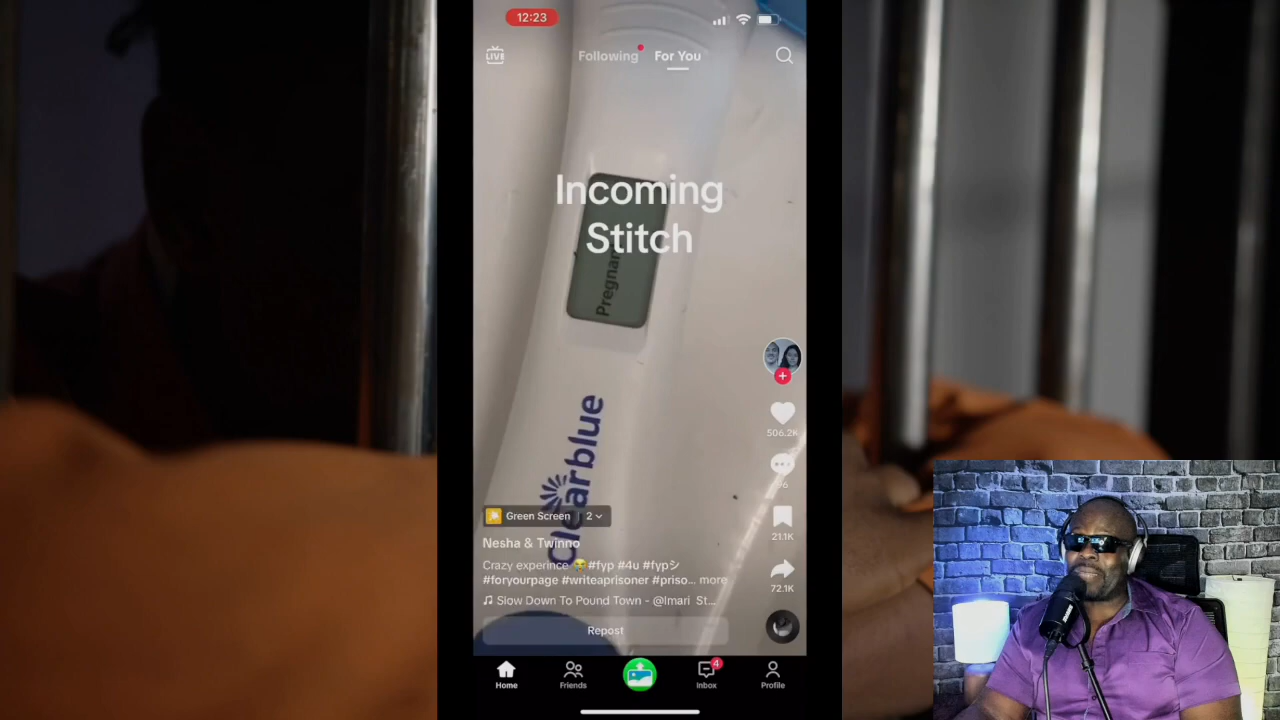 12:23
LIVE
Following
For You
Incoming
Stitch
Pregnan
Clearblue
506.2K
96
21.1K
72.1K
Green Screen | 2
Nesha & Twinno
Crazy experince 😭#fyp #4u #fypシ
#foryourpage #writeaprisoner #priso... more
♫ Slow Down To Pound Town - @Imari St...
Repost
Home
Friends
4
Inbox
Profile